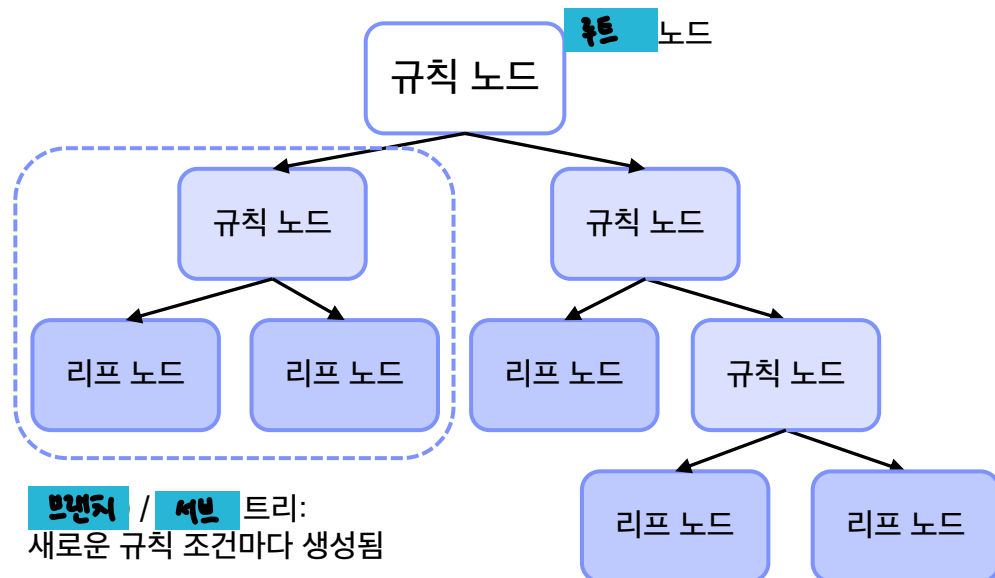 루트 노드
규칙 노드
규칙 노드
규칙 노드
리프 노드
리프 노드
리프 노드
규칙 노드
브랜치 / 서브 트리:
새로운 규칙 조건마다 생성됨
리프 노드
리프 노드